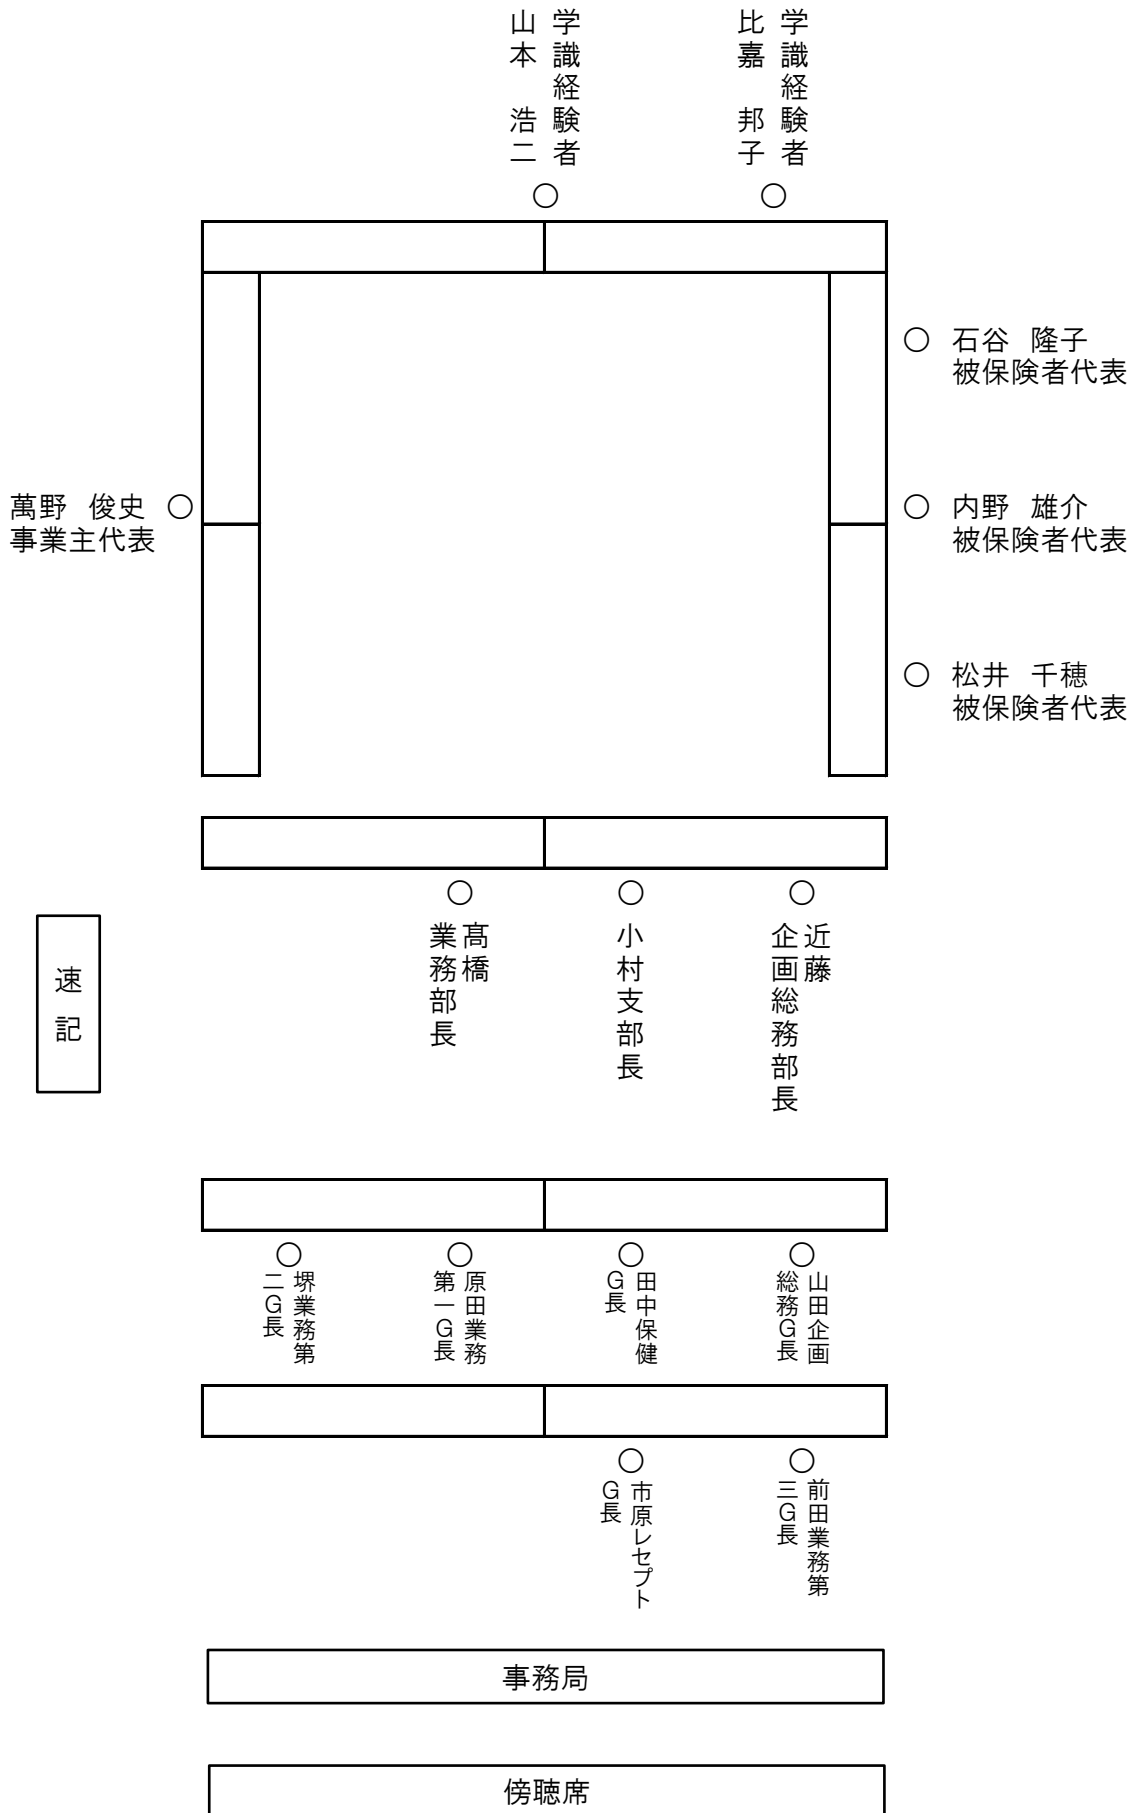 学識経験者
比嘉 邦子
学識経験者
山本 浩二
石谷 隆子
被保険者代表
萬野 俊史
事業主代表
内野 雄介
被保険者代表
松井 千穂
被保険者代表
近藤
企画総務部長
小村支部長
髙橋
業務部長
速記
山田企画
総務G長
田中保健
G長
原田業務
第一G長
堺業務第
二G長
前田業務第
三G長
市原レセプト
G長
事務局
傍聴席